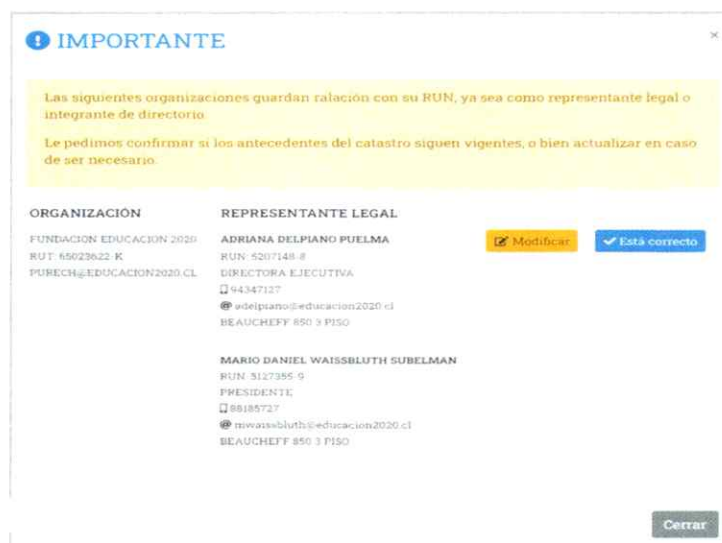 IMPORTANTE
×
Las siguientes organizaciones guardan ralación con su RUN, ya sea como representante legal o
integrante de directorio.
Le pedimos confirmar si los antecedentes del catastro siguen vigentes, o bien actualizar en caso
de ser necesario.
ORGANIZACIÓN
FUNDACION EDUCACION 2020
RUT: 65023622-K
PURECH@EDUCACION2020.CL
REPRESENTANTE LEGAL
ADRIANA DELPIANO PUELMA
RUN: 5207148-8
DIRECTORA EJECUTIVA
94347127
@ adelpiano@educacion2020.cl
BEAUCHEFF 850 3 PISO
MARIO DANIEL WAISSBLUTH SUBELMAN
RUN: 5127355-9
PRESIDENTE
88185727
@ mwaissbluth@educacion2020.cl
BEAUCHEFF 850 3 PISO
Modificar
Está correcto
Cerrar